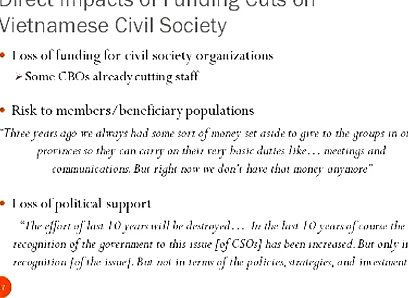 Direct Impacts of Funding Cuts on
Vietnamese Civil Society
• Loss of funding for civil society organizations
➢ Some CBOs already cutting staff
• Risk to members/beneficiary populations
"Three years ago we always had some sort of money set aside to give to the groups in
provinces so they can carry on their very basic duties like… meetings and
communications. But right now we don't have that money anymore"
• Loss of political support
"The effort of last 10 years will be destroyed… In the last 10 years of course the
recognition of the government to this issue [of CSOs] has been increased. But only in
recognition [of the issue]. But not in terms of the policies, strategies, and investment